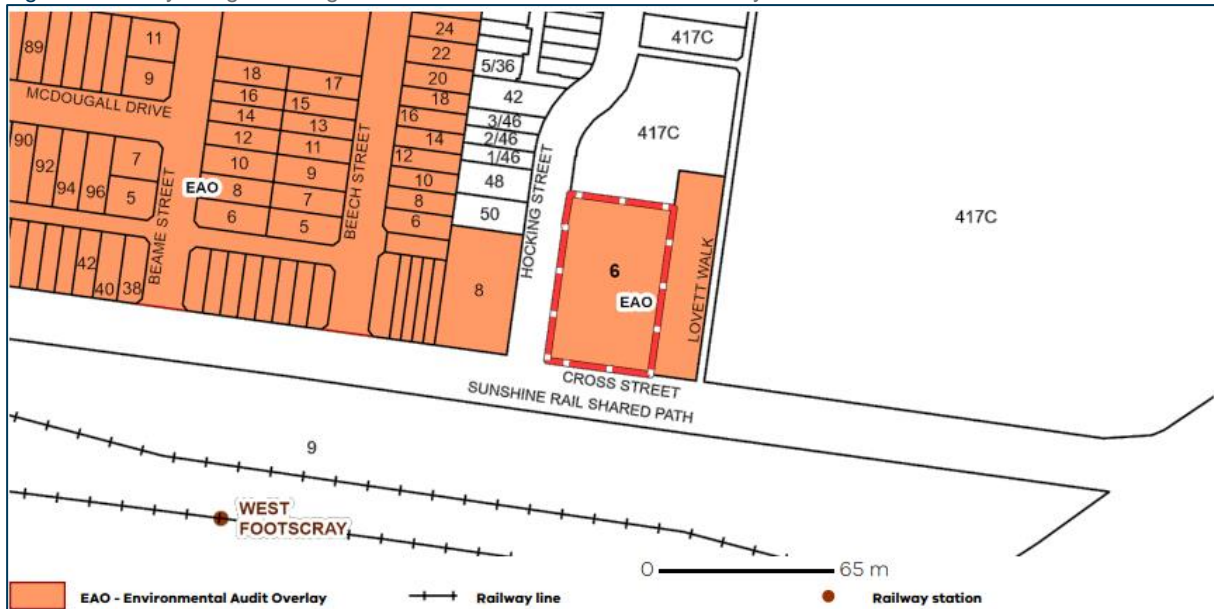 89
11
9
MCDOUGALL DRIVE
90
92
94
96
7
5
42
40
38
BEAME STREET
EAO
18
17
16
15
14
13
12
11
10
9
8
7
6
5
BEECH STREET
24
22
20
18
16
14
12
10
8
6
5/36
42
3/46
2/46
1/46
48
50
8
HOCKING STREET
417C
417C
417C
6
EAO
LOVETT WALK
CROSS STREET
SUNSHINE RAIL SHARED PATH
9
WEST
FOOTSCRAY
0 65 m
EAO - Environmental Audit Overlay
Railway line
Railway station